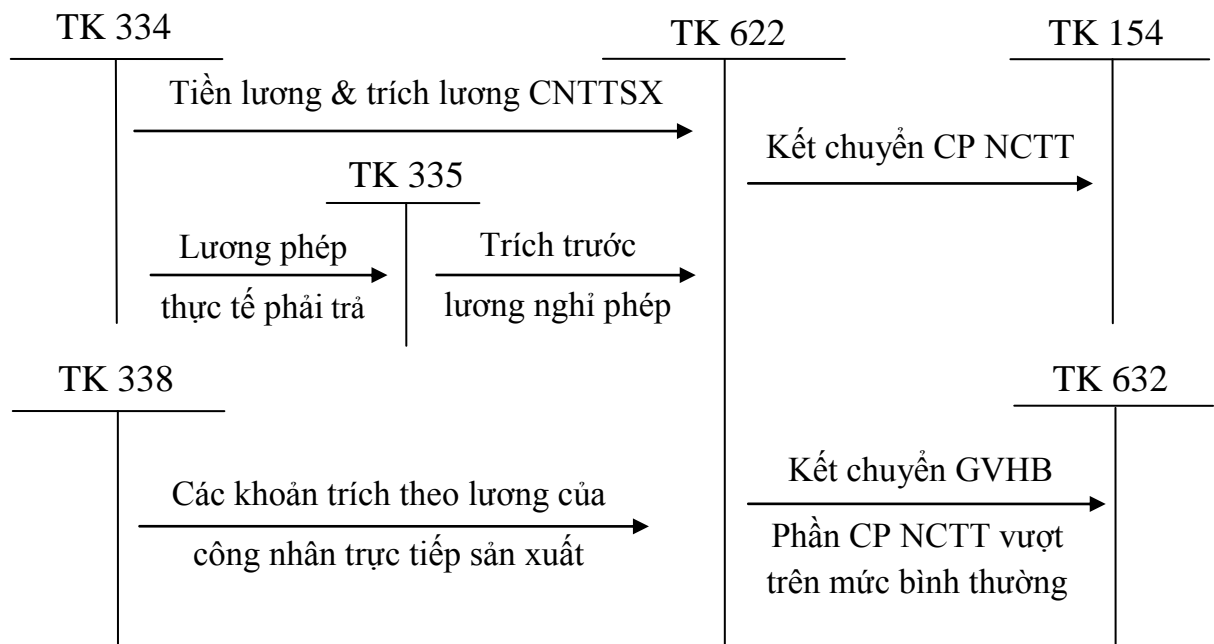 TK 334
TK 622
TK 154
Tiền lương & trích lương CNTTSX
Kết chuyển CP NCTT
TK 335
Lương phép
thực tế phải trả
Trích trước
lương nghỉ phép
TK 338
TK 632
Các khoản trích theo lương của
công nhân trực tiếp sản xuất
Kết chuyển GVHB
Phần CP NCTT vượt
trên mức bình thường